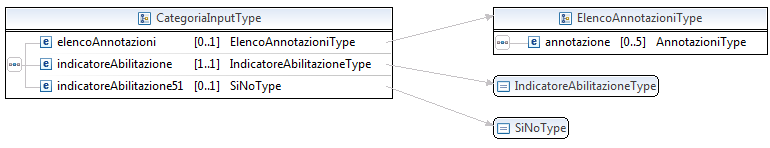 CategoriaInputType
elencoAnnotazioni [0..1] ElencoAnnotazioniType
indicatoreAbilitazione [1..1] IndicatoreAbilitazioneType
indicatoreAbilitazione51 [0..1] SiNoType
ElencoAnnotazioniType
annotazione [0..5] AnnotazioniType
IndicatoreAbilitazioneType
SiNoType